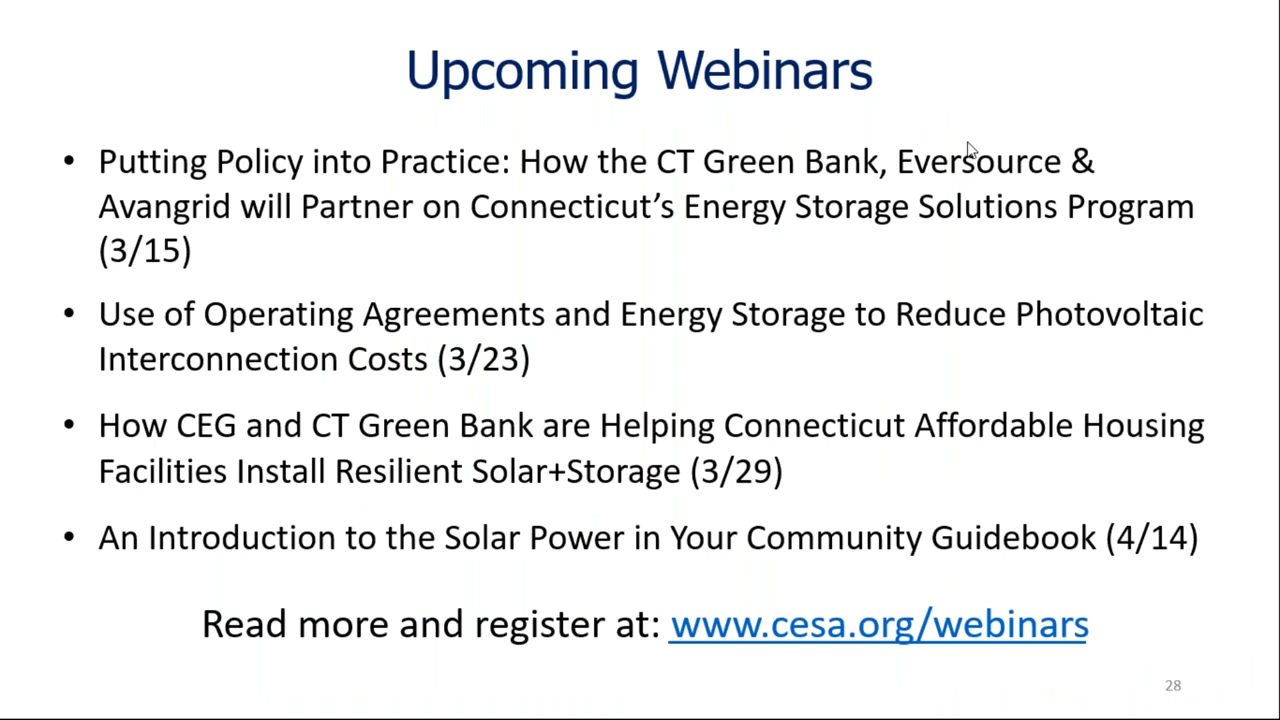 Upcoming Webinars
• Putting Policy into Practice: How the CT Green Bank, Eversource &
Avangrid will Partner on Connecticut’s Energy Storage Solutions Program
(3/15)
• Use of Operating Agreements and Energy Storage to Reduce Photovoltaic
Interconnection Costs (3/23)
• How CEG and CT Green Bank are Helping Connecticut Affordable Housing
Facilities Install Resilient Solar+Storage (3/29)
• An Introduction to the Solar Power in Your Community Guidebook (4/14)
Read more and register at: www.cesa.org/webinars
28